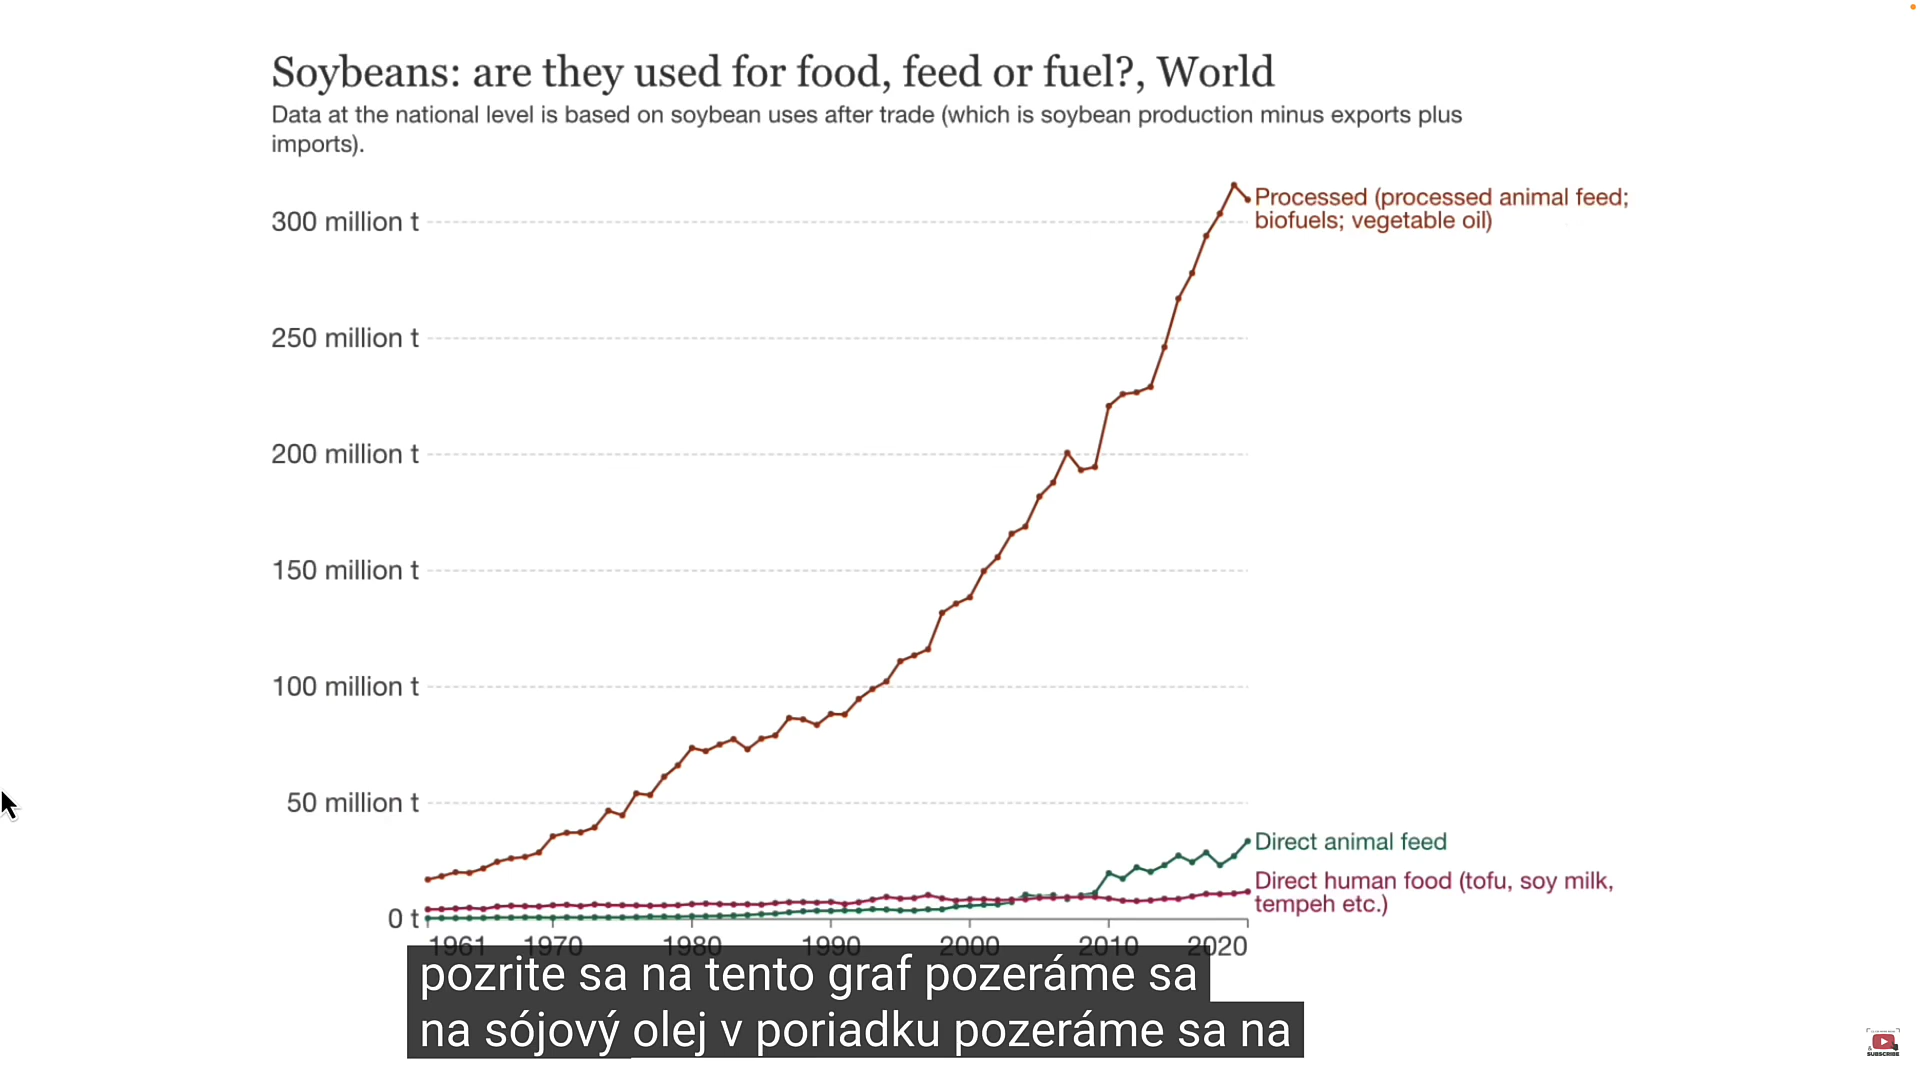 Soybeans: are they used for food, feed or fuel?, World
Data at the national level is based on soybean uses after trade (which is soybean production minus exports plus
imports).
Processed (processed animal feed;
biofuels; vegetable oil)
300 million t
250 million t
200 million t
150 million t
100 million t
50 million t
Direct animal feed
Direct human food (tofu, soy milk,
tempeh etc.)
0 t
1961 1970 1980 1990 2000 2010 2020
pozrite sa na tento graf pozeráme sa
na sójový olej v poriadku pozeráme sa na
SUBSCRIBE